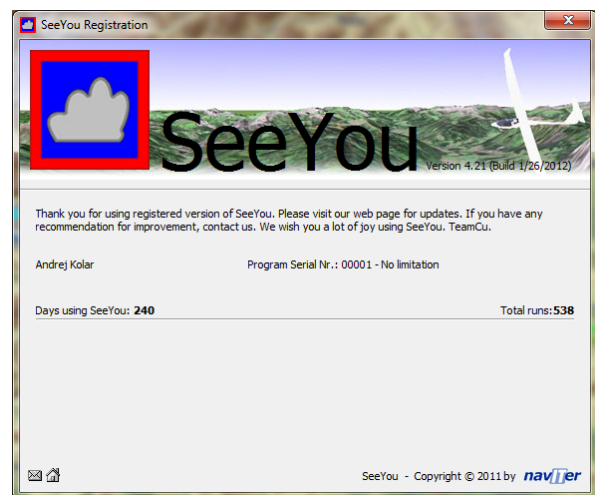 SeeYou Registration
SeeYou
Version 4.21 (Build 1/26/2012)
Thank you for using registered version of SeeYou. Please visit our web page for updates. If you have any
recommendation for improvement, contact us. We wish you a lot of joy using SeeYou. TeamCu.
Andrej Kolar Program Serial Nr.: 00001 - No limitation
Days using SeeYou: 240 Total runs:538
SeeYou - Copyright © 2011 by naviter